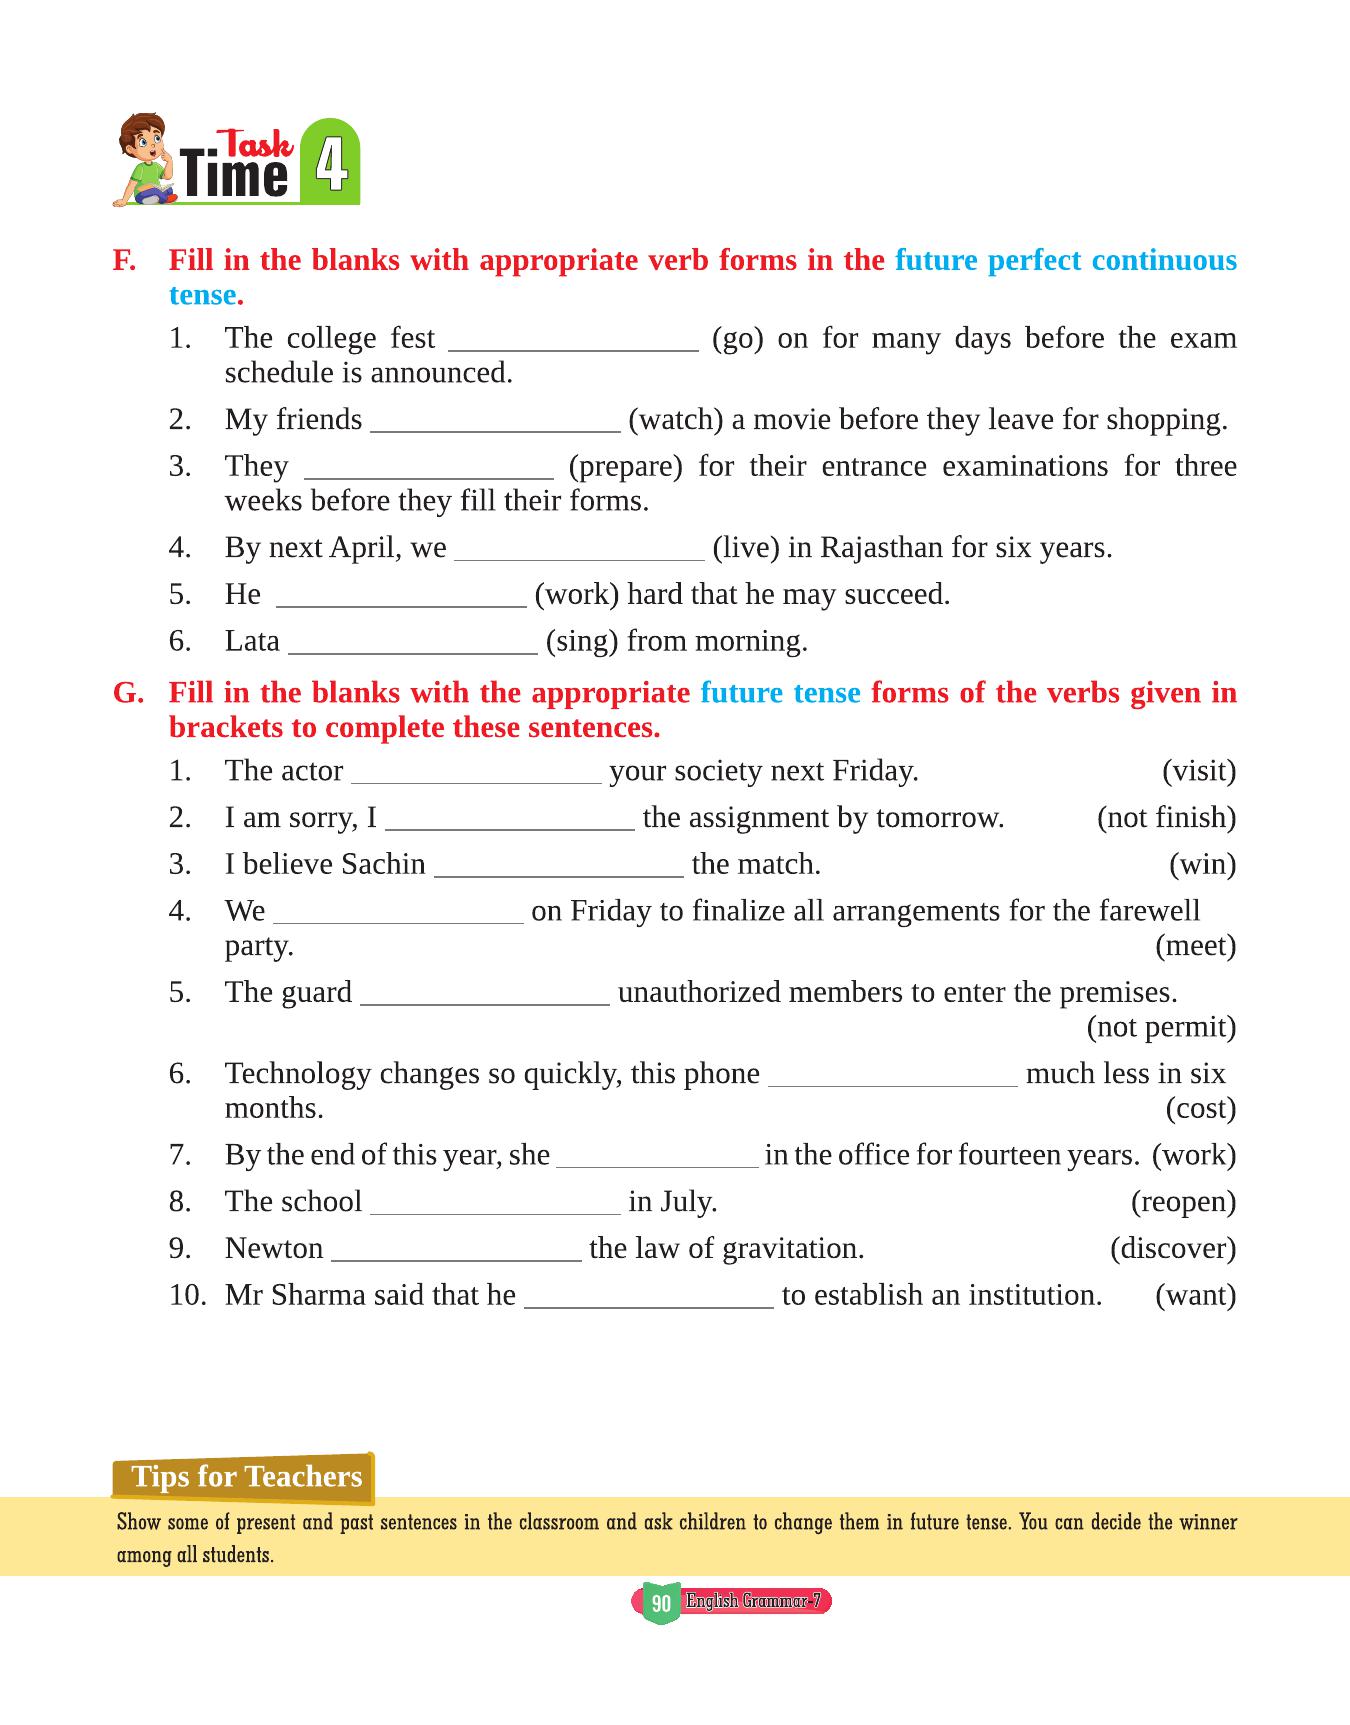 Task
Time 4
F. Fill in the blanks with appropriate verb forms in the future perfect continuous
tense.
1. The college fest ________________ (go) on for many days before the exam
schedule is announced.
2. My friends ________________ (watch) a movie before they leave for shopping.
3. They ________________ (prepare) for their entrance examinations for three
weeks before they fill their forms.
4. By next April, we ________________ (live) in Rajasthan for six years.
5. He ________________ (work) hard that he may succeed.
6. Lata ________________ (sing) from morning.
G. Fill in the blanks with the appropriate future tense forms of the verbs given in
brackets to complete these sentences.
1. The actor ________________ your society next Friday. (visit)
2. I am sorry, I ________________ the assignment by tomorrow. (not finish)
3. I believe Sachin ________________ the match. (win)
4. We ________________ on Friday to finalize all arrangements for the farewell
party. (meet)
5. The guard ________________ unauthorized members to enter the premises.
(not permit)
6. Technology changes so quickly, this phone ________________ much less in six
months. (cost)
7. By the end of this year, she _____________ in the office for fourteen years. (work)
8. The school ________________ in July. (reopen)
9. Newton ________________ the law of gravitation. (discover)
10. Mr Sharma said that he ________________ to establish an institution. (want)
Tips for Teachers
Show some of present and past sentences in the classroom and ask children to change them in future tense. You can decide the winner
among all students.
90 English Grammar-7